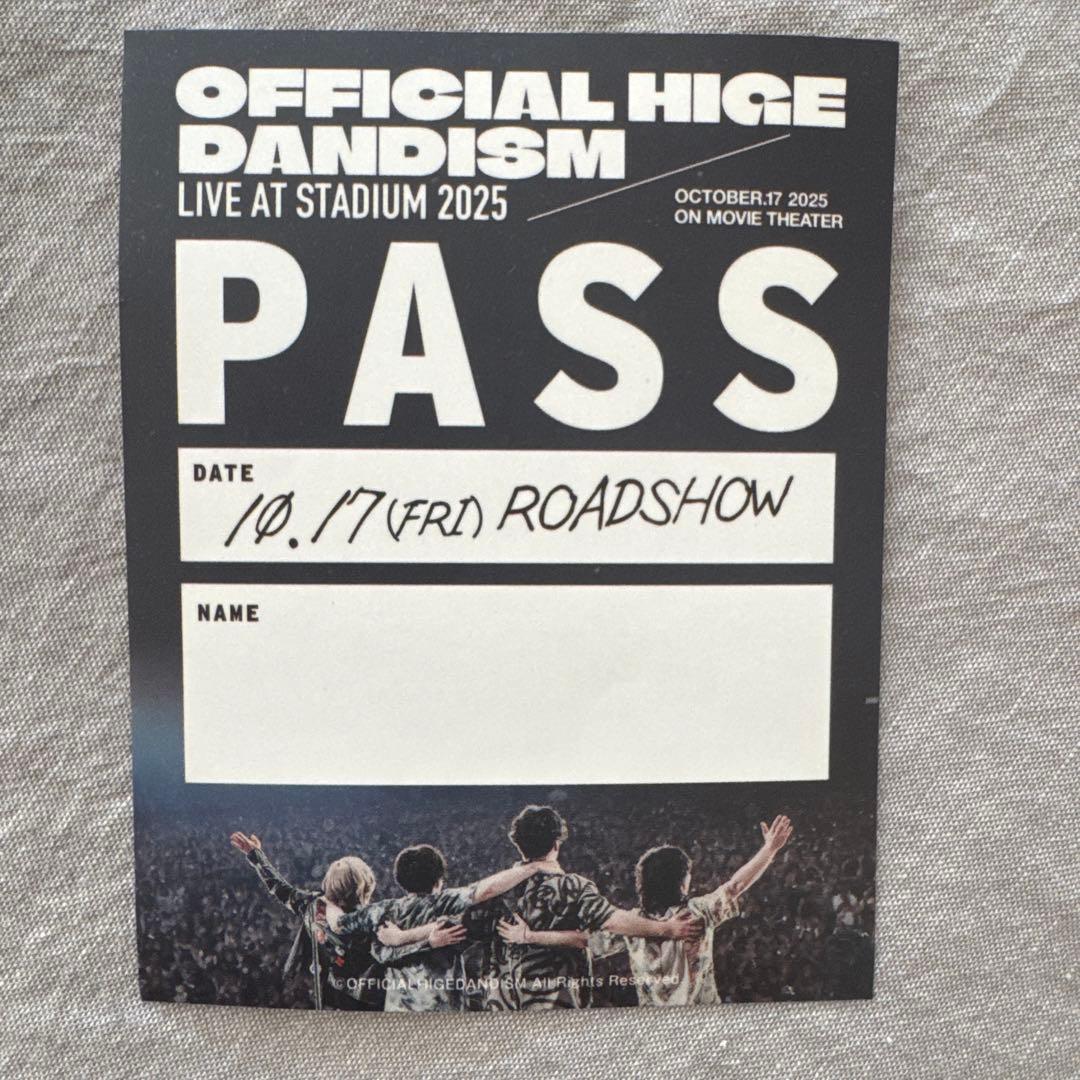 OFFICIAL HIGE
DANDISM
LIVE AT STADIUM 2025
OCTOBER.17 2025
ON MOVIE THEATER
PASS
DATE
10.17(FRI) ROADSHOW
NAME
© OFFICIALHIGEDANDISM All Rights Reserved